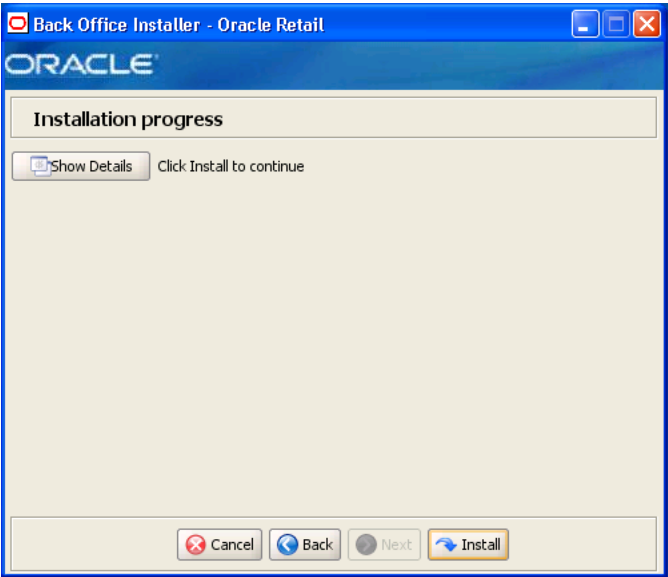 Back Office Installer - Oracle Retail
ORACLE
Installation progress
Show Details Click Install to continue
Cancel Back Next Install